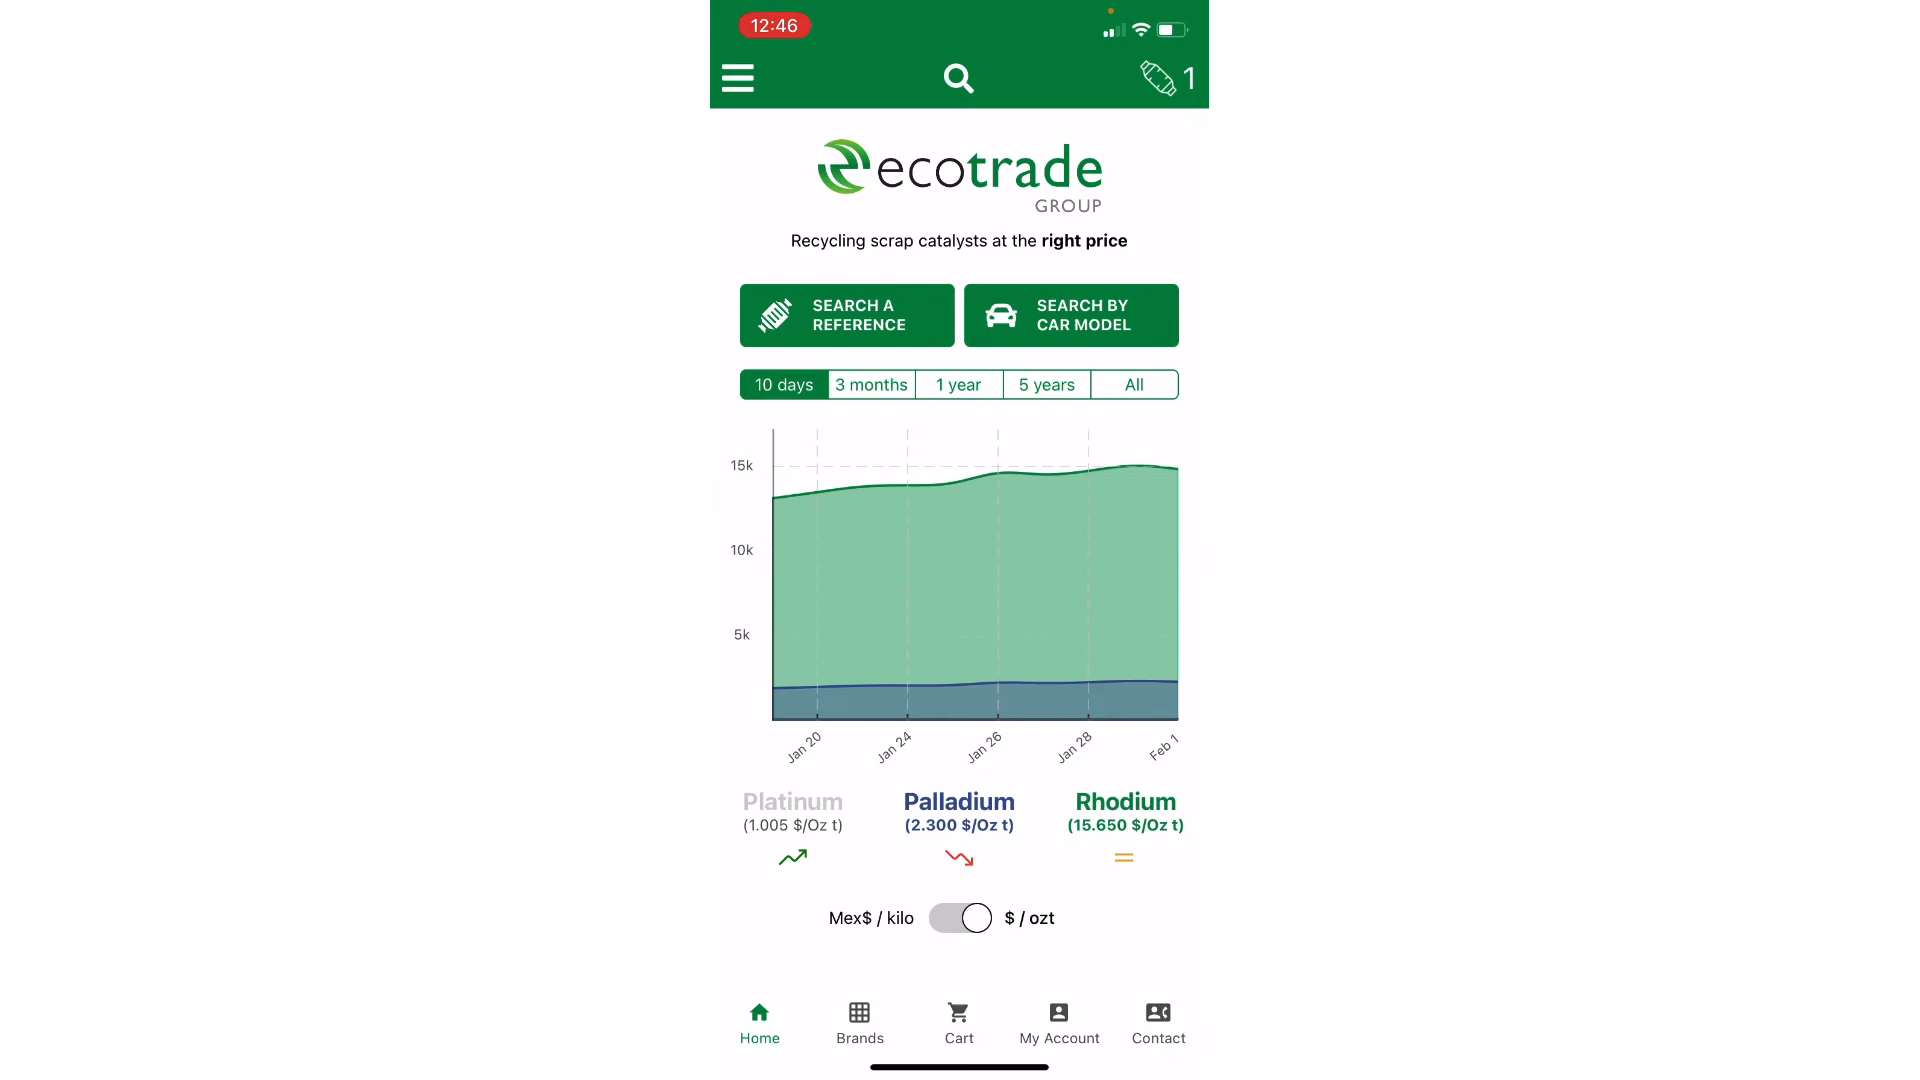 12:46
1
ecotrade
GROUP
Recycling scrap catalysts at the right price
SEARCH A
REFERENCE
SEARCH BY
CAR MODEL
10 days
3 months
1 year
5 years
All
15k
10k
5k
Jan 20
Jan 24
Jan 26
Jan 28
Feb 1
Platinum
(1.005 $/Oz t)
Palladium
(2.300 $/Oz t)
Rhodium
(15.650 $/Oz t)
Mex$ / kilo
$ / ozt
Home
Brands
Cart
My Account
Contact